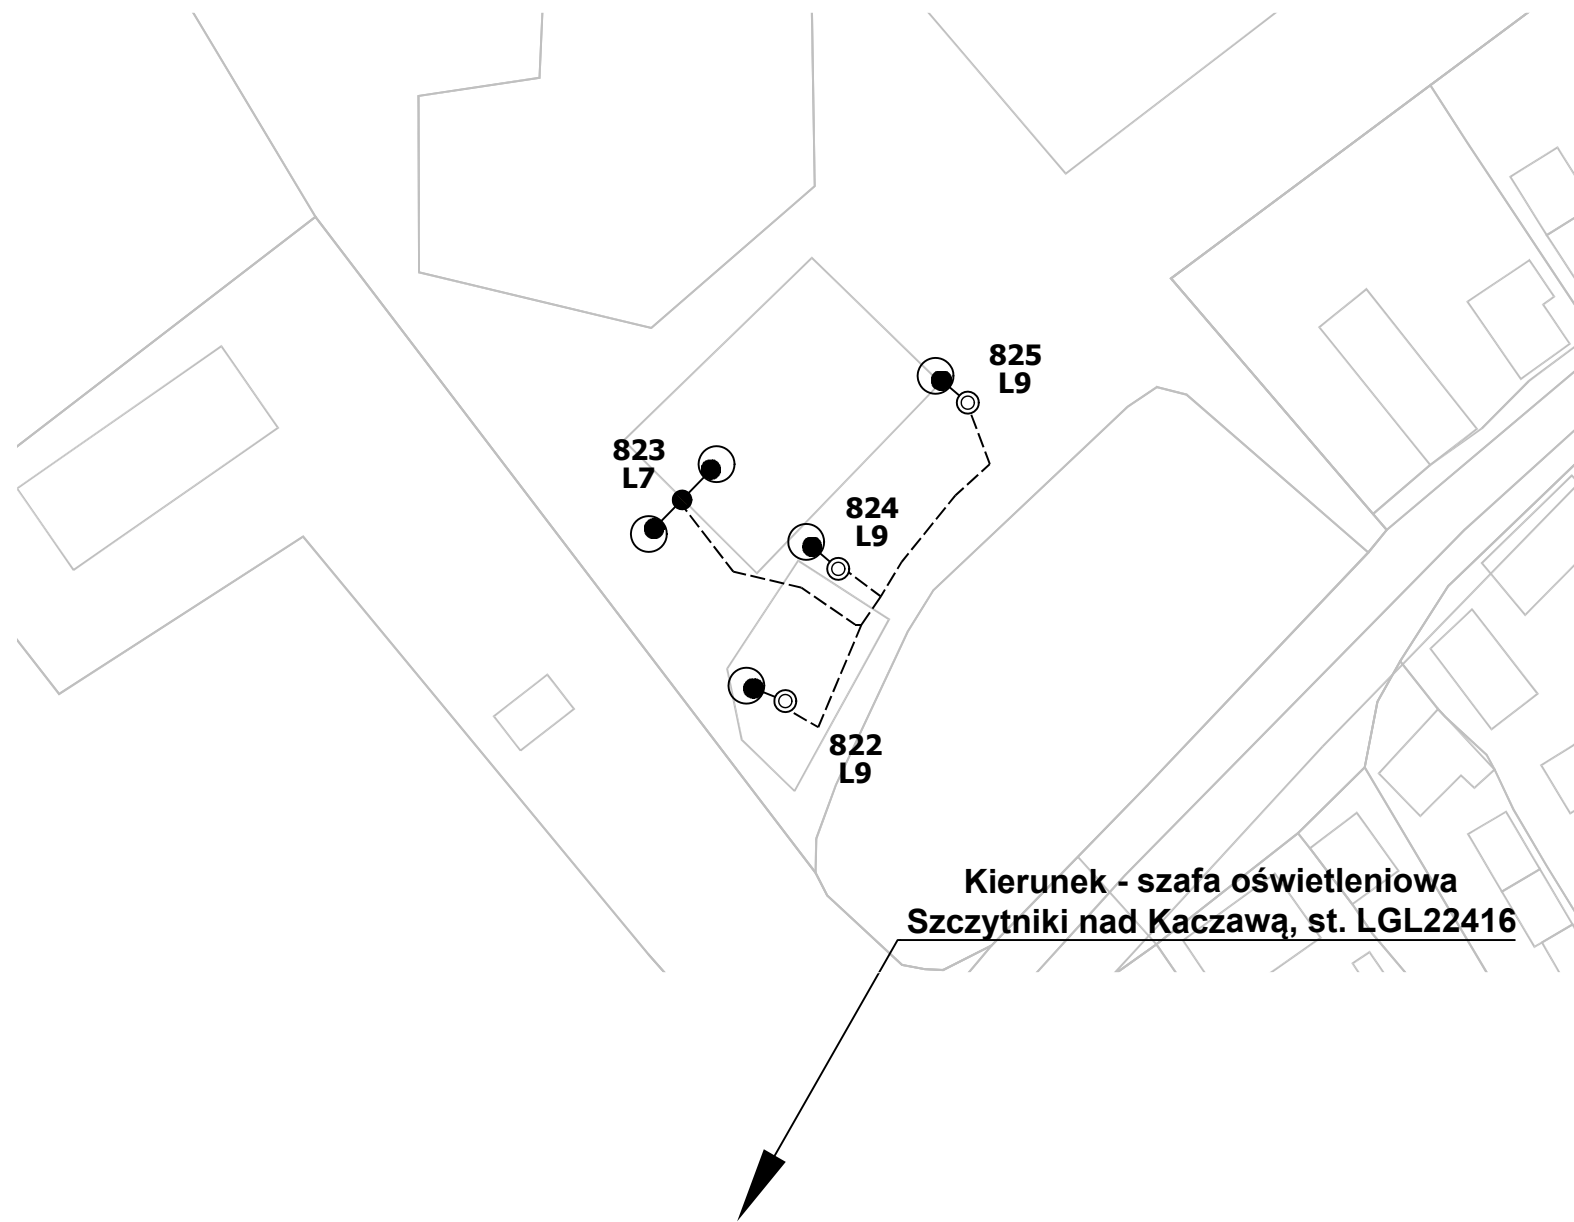 825
L9
823
L7
824
L9
822
L9
Kierunek - szafa oświetleniowa
Szczytniki nad Kaczawą, st. LGL22416